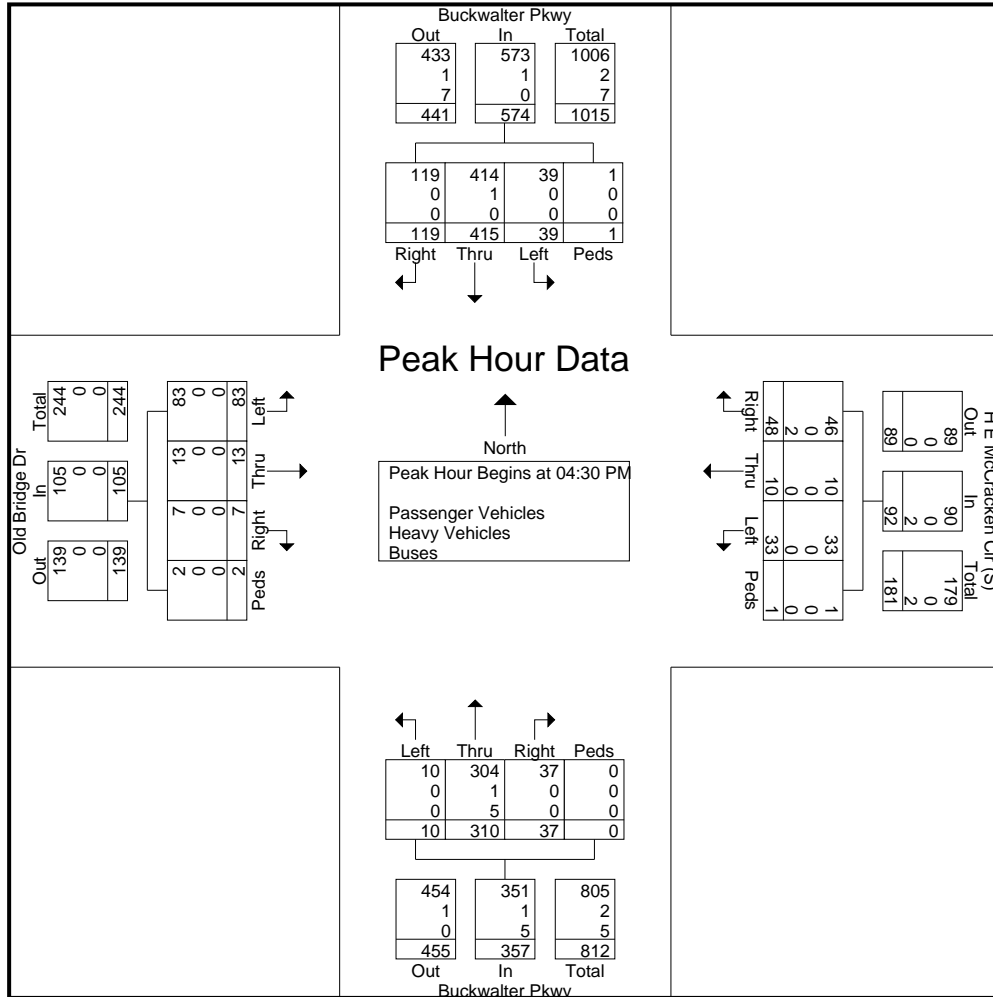 Buckwalter Pkwy
Out In Total
433 573 1006
1 1 2
7 0 7
441 574 1015
119 414 39 1
0 1 0 0
0 0 0 0
119 415 39 1
Right Thru Left Peds
Peak Hour Data
North
Peak Hour Begins at 04:30 PM
Passenger Vehicles
Heavy Vehicles
Buses
Old Bridge Dr
Out In Total
139 105 244
0 0 0
0 0 0
139 105 244
2 7 13 83
0 0 0 0
0 0 0 0
2 7 13 83
Peds Right Thru Left
H E McCracken Cir (S)
Out In Total
89 90 179
0 0 0
0 2 2
89 92 181
46 10 33 1
0 0 0 0
2 0 0 0
48 10 33 1
Right Thru Left Peds
Left Thru Right Peds
10 304 37 0
0 1 0 0
0 5 0 0
10 310 37 0
454 351 805
1 1 2
0 5 5
455 357 812
Out In Total
Buckwalter Pkwy